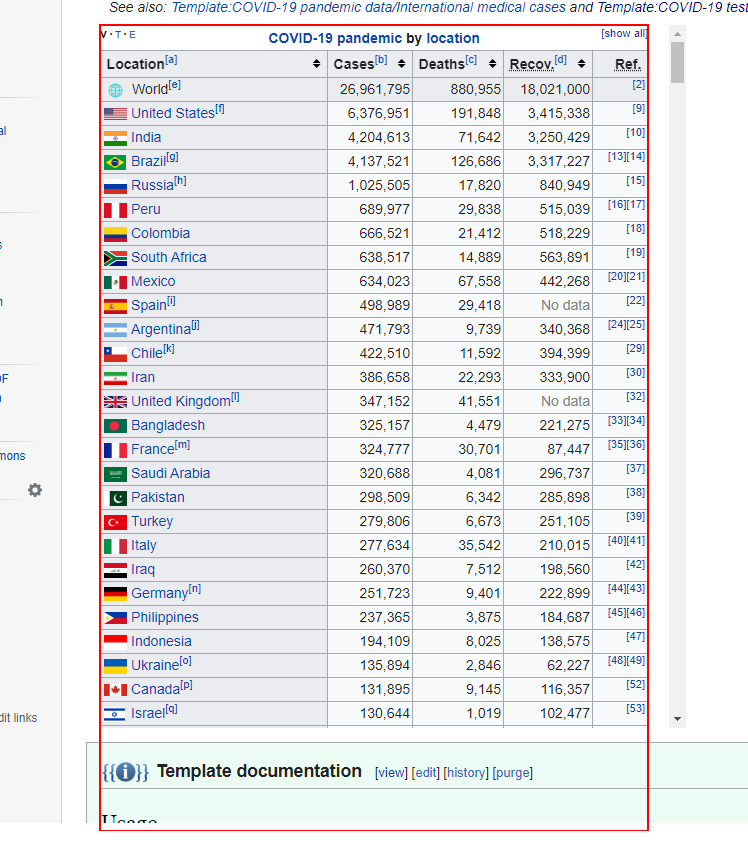 See also: Template:COVID-19 pandemic data/International medical cases and Template:COVID-19 test
V · T · E COVID-19 pandemic by location [show all]
Location[a] Cases[b] Deaths[c] Recov.[d] Ref.
World[e] 26,961,795 880,955 18,021,000 [2]
United States[f] 6,376,951 191,848 3,415,338 [9]
India 4,204,613 71,642 3,250,429 [10]
Brazil[g] 4,137,521 126,686 3,317,227 [13][14]
Russia[h] 1,025,505 17,820 840,949 [15]
Peru 689,977 29,838 515,039 [16][17]
Colombia 666,521 21,412 518,229 [18]
South Africa 638,517 14,889 563,891 [19]
Mexico 634,023 67,558 442,268 [20][21]
Spain[i] 498,989 29,418 No data [22]
Argentina[j] 471,793 9,739 340,368 [24][25]
Chile[k] 422,510 11,592 394,399 [29]
Iran 386,658 22,293 333,900 [30]
United Kingdom[l] 347,152 41,551 No data [32]
Bangladesh 325,157 4,479 221,275 [33][34]
France[m] 324,777 30,701 87,447 [35][36]
Saudi Arabia 320,688 4,081 296,737 [37]
Pakistan 298,509 6,342 285,898 [38]
Turkey 279,806 6,673 251,105 [39]
Italy 277,634 35,542 210,015 [40][41]
Iraq 260,370 7,512 198,560 [42]
Germany[n] 251,723 9,401 222,899 [44][43]
Philippines 237,365 3,875 184,687 [45][46]
Indonesia 194,109 8,025 138,575 [47]
Ukraine[o] 135,894 2,846 62,227 [48][49]
Canada[p] 131,895 9,145 116,357 [52]
Israel[q] 130,644 1,019 102,477 [53]
{{i}} Template documentation [view] [edit] [history] [purge]
Usage
al
s
n
OF
mons
dit links